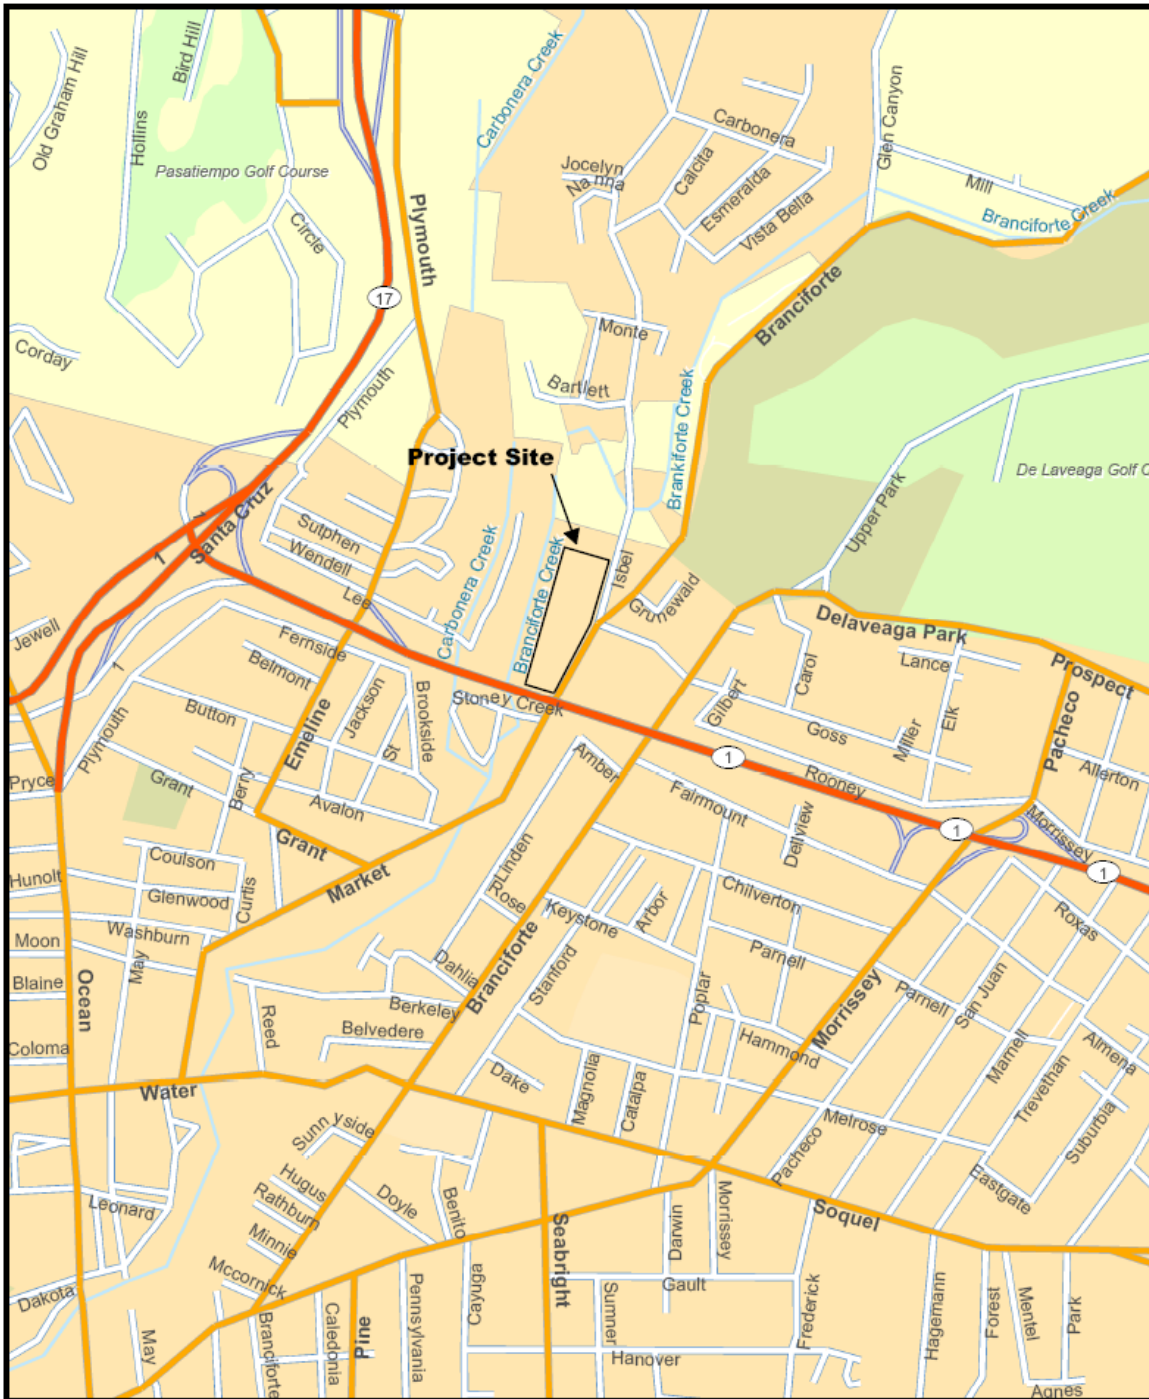 Old Graham Hill
Bird Hill
Hollins
Pasatiempo Golf Course
Circle
Corday
17
Plymouth
Plymouth
Carbonera Creek
Carbonera
Jocelyn
Nanna
Calcita
Esmeralda
Vista Bella
Glen Canyon
Mill
Branciforte Creek
Branciforte
Monte
Bartlett
Brankiforte Creek
Project Site
De Laveaga Golf C
Upper Park
Santa Cruz
1
1
Sutphen
Wendell
Lee
Carbonera Creek
Branciforte Creek
Isbel
Grunewald
Jewell
1
Fernside
Belmont
Delaveaga Park
Lance
Prospect
Carol
Gilbert
Goss
Miller
Elk
Pacheco
Allerton
Stoney Creek
Plymouth
Button
Emeline
Jackson
St
Brookside
Pryce
Grant
Berry
Avalon
Amber
1
Rooney
Fairmount
Dellview
1
Morrissey
1
Grant
Market
Coulson
Glenwood
Curtis
Hunolt
Washburn
May
Moon
Blaine
Ocean
Coloma
Linden
Rose
Keystone
Arbor
Chilverton
Parnell
Roxas
Dahlia
Branciforte
Stanford
Berkeley
Belvedere
Reed
Poplar
Hammond
Morrissey
Parnell
San Juan
Marnell
Trevethan
Almena
Suburbia
Water
Dake
Magnolia
Catalpa
Melrose
Pacheco
Eastgate
Sunnyside
Hugus
Rathburn
Minnie
Mccornick
Doyle
Benito
Leonard
Dakota
May
Branciforte
Caledonia
Pine
Pennsylvania
Cayuga
Seabright
Darwin
Morrissey
Soquel
Gault
Sumner
Hanover
Frederick
Hagemann
Forest
Mentel
Park
Agnes